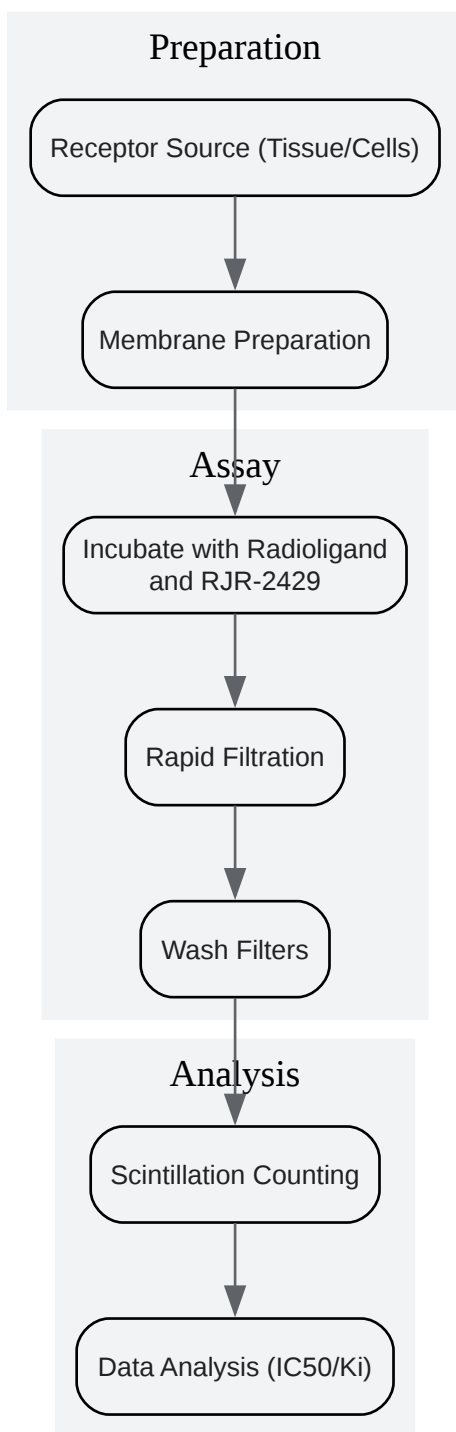 Preparation
Receptor Source (Tissue/Cells)
Membrane Preparation
Assay
Incubate with Radioligand
and RJR-2429
Rapid Filtration
Wash Filters
Analysis
Scintillation Counting
Data Analysis (IC50/Ki)